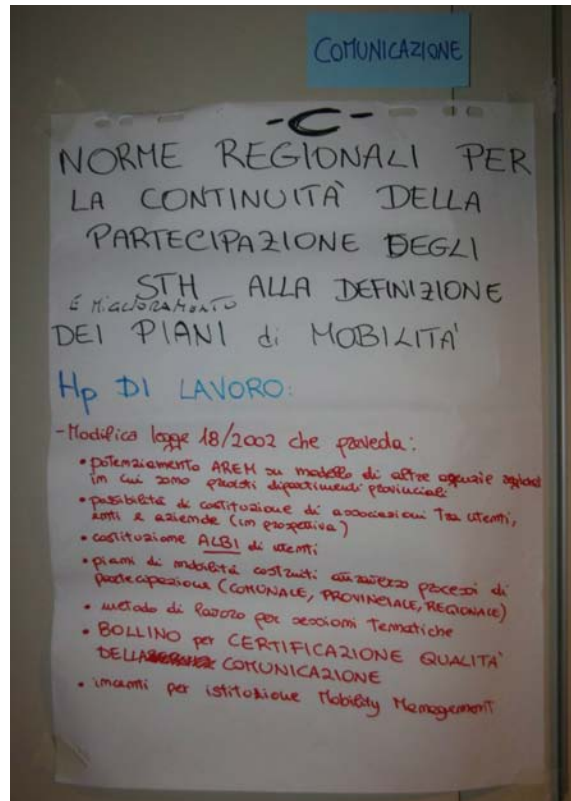 COMUNICAZIONE
-C-
NORME REGIONALI PER
LA CONTINUITÀ DELLA
PARTECIPAZIONE DEGLI
STH ALLA DEFINIZIONE
E MIGLIORAMENTO
DEI PIANI di MOBILITÀ
Hp DI LAVORO:
- Modifica legge 18/2002 che preveda:
• potenziamento AREM su modello di altre agenzie regionali
in cui sono previsti dipartimenti provinciali
• possibilità di costituzione di associazioni tra utenti,
enti e aziende (in prospettiva)
• costituzione ALBI di utenti
• piani di mobilità costruiti attraverso processi di
partecipazione (COMUNALE, PROVINCIALE, REGIONALE)
• metodo di lavoro per sessioni tematiche
• BOLLINO per CERTIFICAZIONE QUALITÀ
DELLA COMUNICAZIONE
• incenti per istituzione Mobility Management